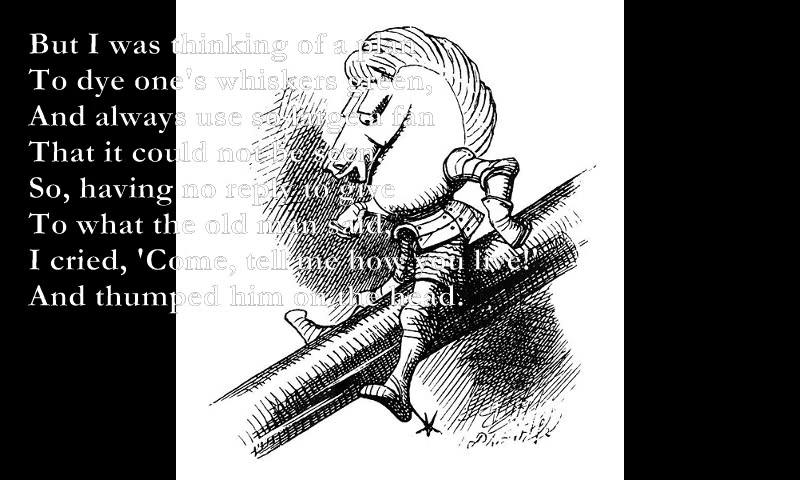 But I was thinking of a plan
To dye one's whiskers green,
And always use so large a fan
That it could not be seen.
So, having no reply to give
To what the old man said,
I cried, 'Come, tell me how you live!'
And thumped him on the head.